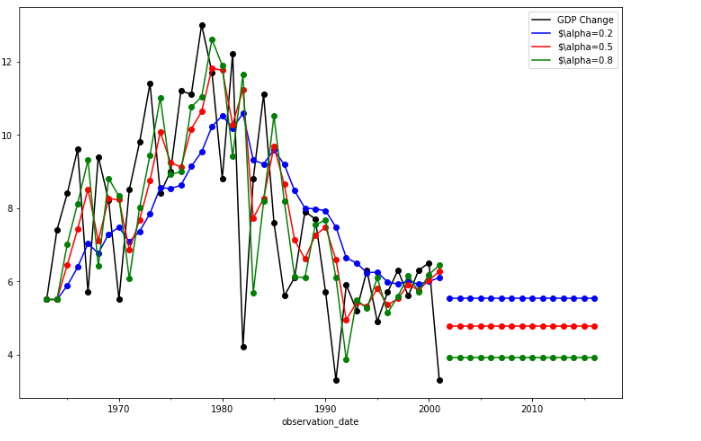 GDP Change
$\alpha=0.2
$\alpha=0.5
$\alpha=0.8
12
10
8
6
4
1970 1980 1990 2000 2010
observation_date